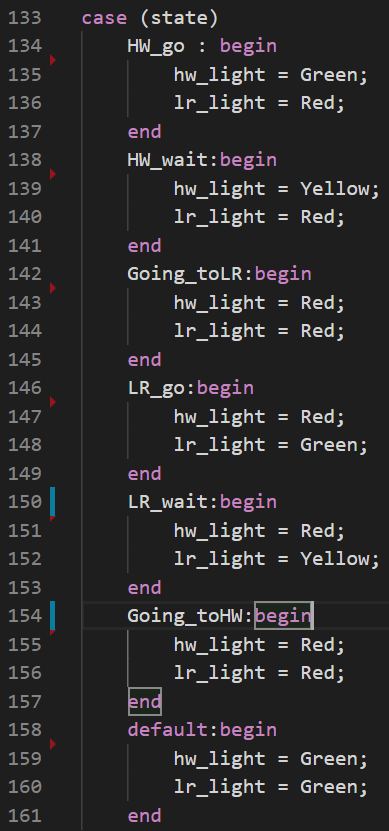 133 case (state)
134 HW_go : begin
135 hw_light = Green;
136 lr_light = Red;
137 end
138 HW_wait:begin
139 hw_light = Yellow;
140 lr_light = Red;
141 end
142 Going_toLR:begin
143 hw_light = Red;
144 lr_light = Red;
145 end
146 LR_go:begin
147 hw_light = Red;
148 lr_light = Green;
149 end
150 LR_wait:begin
151 hw_light = Red;
152 lr_light = Yellow;
153 end
154 Going_toHW:begin
155 hw_light = Red;
156 lr_light = Red;
157 end
158 default:begin
159 hw_light = Green;
160 lr_light = Green;
161 end